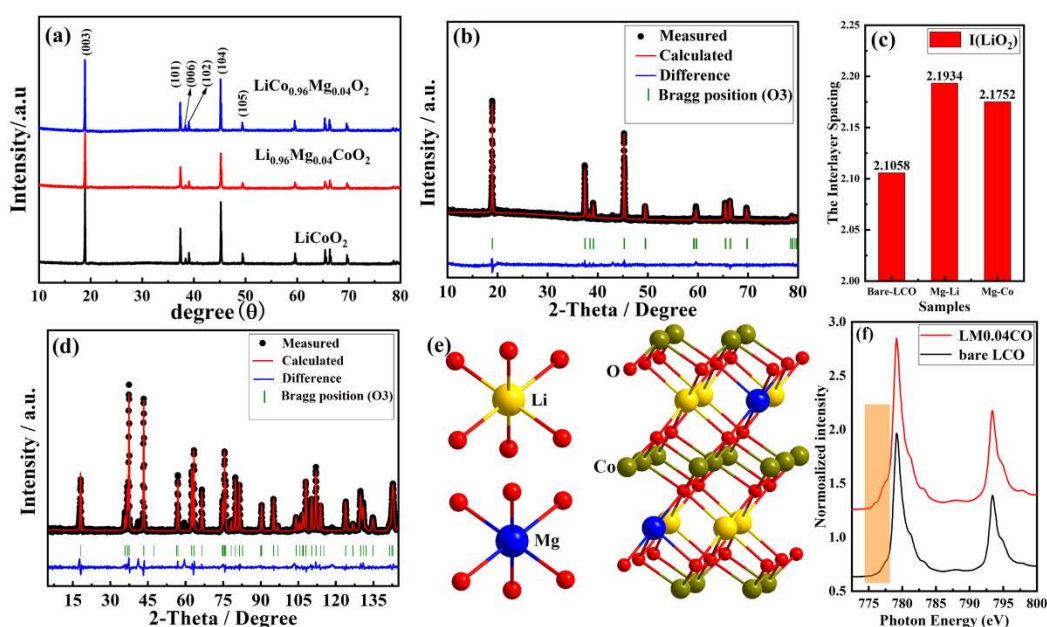 (a)
(003)
(101)
(006)
(102)
(104)
(105)
LiCo0.96Mg0.04O2
Li0.96Mg0.04CoO2
LiCoO2
Intensity/.a.u
10 20 30 40 50 60 70 80
degree (θ)
(b)
Measured
Calculated
Difference
Bragg position (O3)
Intensity / a.u.
10 20 30 40 50 60 70 80
2-Theta / Degree
(c)
I(LiO2)
2.25
2.20
2.15
2.10
2.05
2.00
2.1058
2.1934
2.1752
The Interlayer Spacing
Bare-LCO Mg-Li Mg-Co
Samples
(d)
Measured
Calculated
Difference
Bragg position (O3)
Intensity / a.u.
15 30 45 60 75 90 105 120 135
2-Theta / Degree
(e)
Li
Mg
O
Co
(f)
LM0.04CO
bare LCO
3.0
2.5
2.0
1.5
1.0
0.5
Normoalized intensity
775 780 785 790 795 800
Photon Energy (eV)